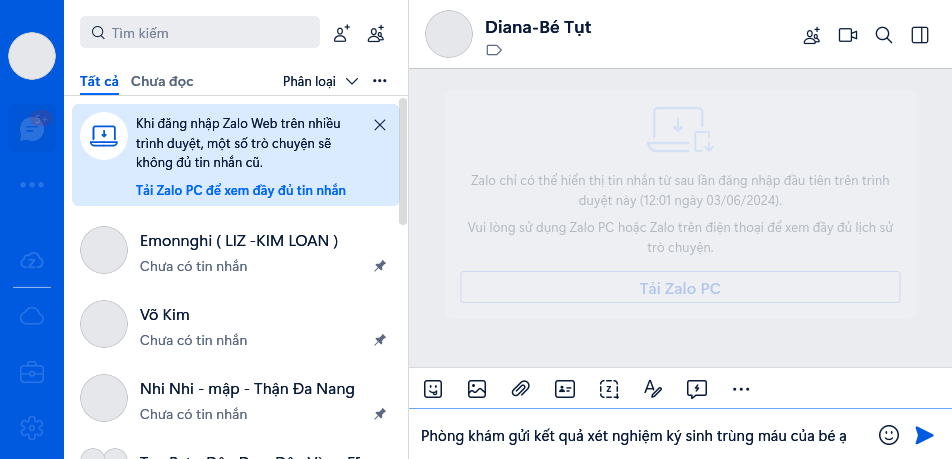 Tìm kiếm
Tất cả Chưa đọc Phân loại
Khi đăng nhập Zalo Web trên nhiều
trình duyệt, một số trò chuyện sẽ
không đủ tin nhắn cũ.
Tải Zalo PC để xem đầy đủ tin nhắn
Emonnghi ( LIZ -KIM LOAN )
Chưa có tin nhắn
Võ Kim
Chưa có tin nhắn
Nhi Nhi - mập - Thận Đa Nang
Chưa có tin nhắn
5+
Diana-Bé Tụt
Zalo chỉ có thể hiển thị tin nhắn từ sau lần đăng nhập đầu tiên trên trình
duyệt này (12:01 ngày 03/06/2024).
Vui lòng sử dụng Zalo PC hoặc Zalo trên điện thoại để xem đầy đủ lịch sử
trò chuyện.
Tải Zalo PC
Phòng khám gửi kết quả xét nghiệm ký sinh trùng máu của bé ạ